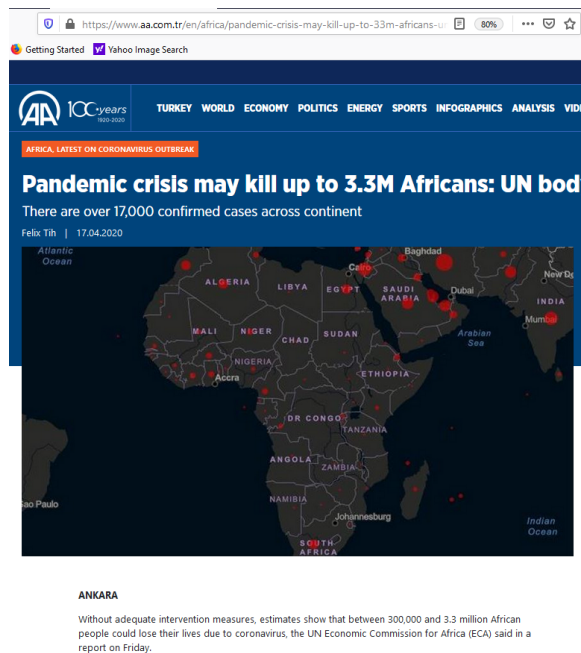 https://www.aa.com.tr/en/africa/pandemic-crisis-may-kill-up-to-33m-africans-u
80%
Getting Started Yahoo Image Search
AA 100 years
1920-2020
TURKEY WORLD ECONOMY POLITICS ENERGY SPORTS INFOGRAPHICS ANALYSIS VID
AFRICA, LATEST ON CORONAVIRUS OUTBREAK
Pandemic crisis may kill up to 3.3M Africans: UN bod
There are over 17,000 confirmed cases across continent
Felix Tih | 17.04.2020
Atlantic
Ocean
Baghdad
Cairo
New De
ALGERIA
LIBYA
EGYPT
SAUDI
ARABIA
Dubai
INDIA
Mumbai
MALI
NIGER
CHAD
SUDAN
Arabian
Sea
NIGERIA
Accra
ETHIOPIA
DR CONGO
TANZANIA
ANGOLA
ZAMBIA
NAMIBIA
Sao Paulo
Johannesburg
SOUTH
AFRICA
Indian
Ocean
ANKARA
Without adequate intervention measures, estimates show that between 300,000 and 3.3 million African
people could lose their lives due to coronavirus, the UN Economic Commission for Africa (ECA) said in a
report on Friday.